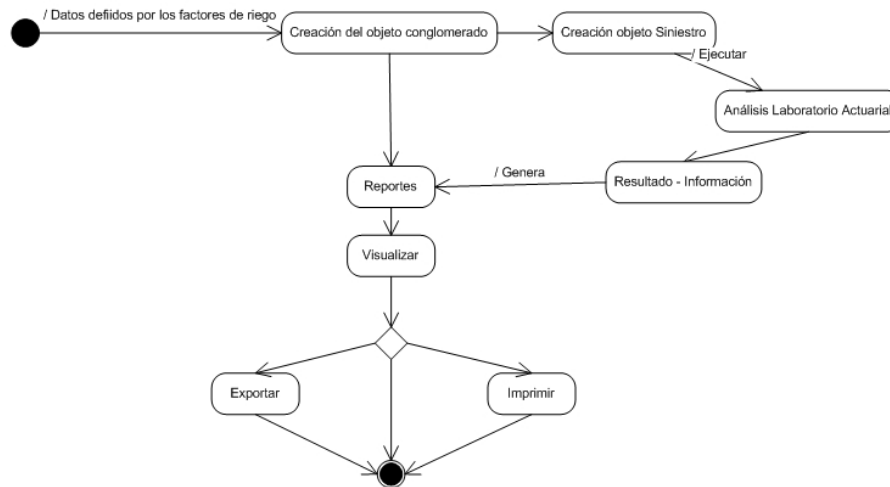 / Datos defiidos por los factores de riego
Creación del objeto conglomerado
Creación objeto Siniestro
/ Ejecutar
Análisis Laboratorio Actuarial
/ Genera
Resultado - Información
Reportes
Visualizar
Exportar
Imprimir